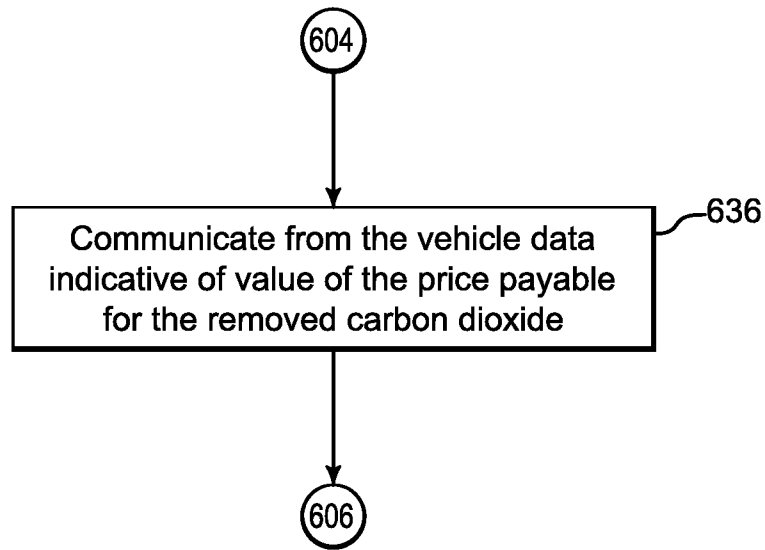 604
636
Communicate from the vehicle data
indicative of value of the price payable
for the removed carbon dioxide
606